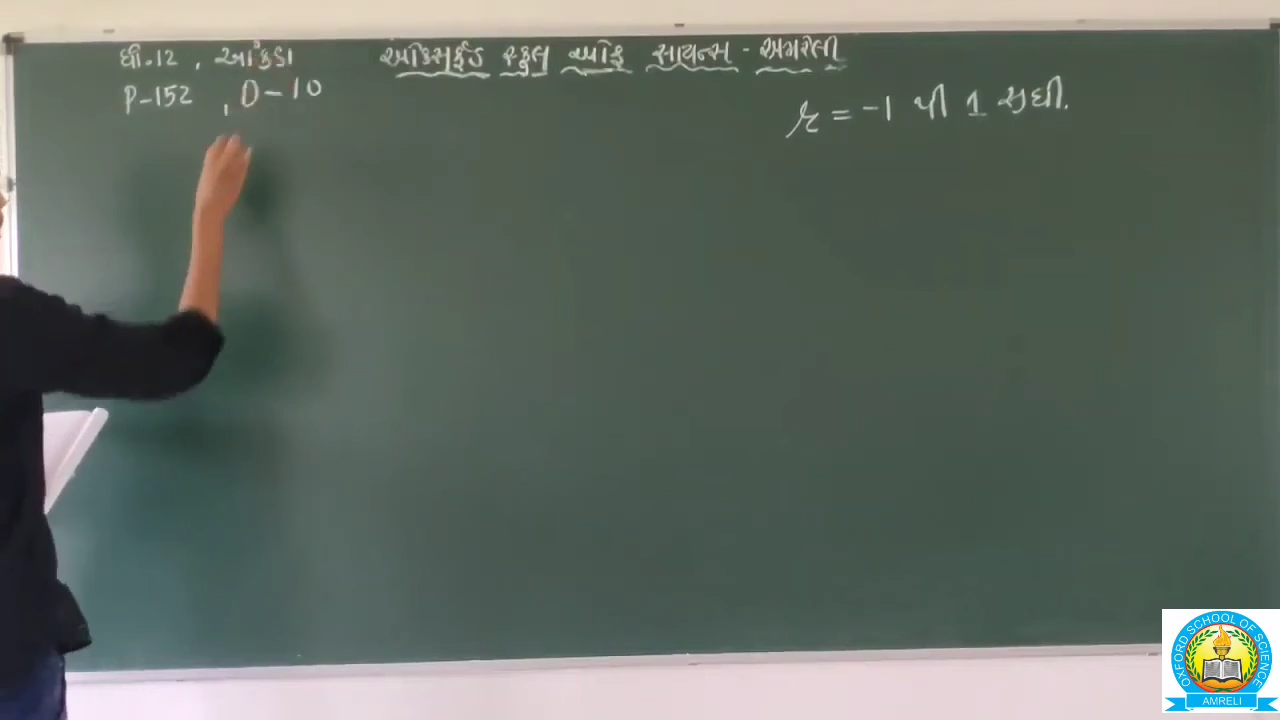 ધો.12 , આંકડા
P-152 , D-10
ઓક્સફર્ડ સ્કુલ ઓફ સાયન્સ - અમરેલી
r = -1 થી 1 સુધી.
OXFORD SCHOOL OF SCIENCE
AMRELI